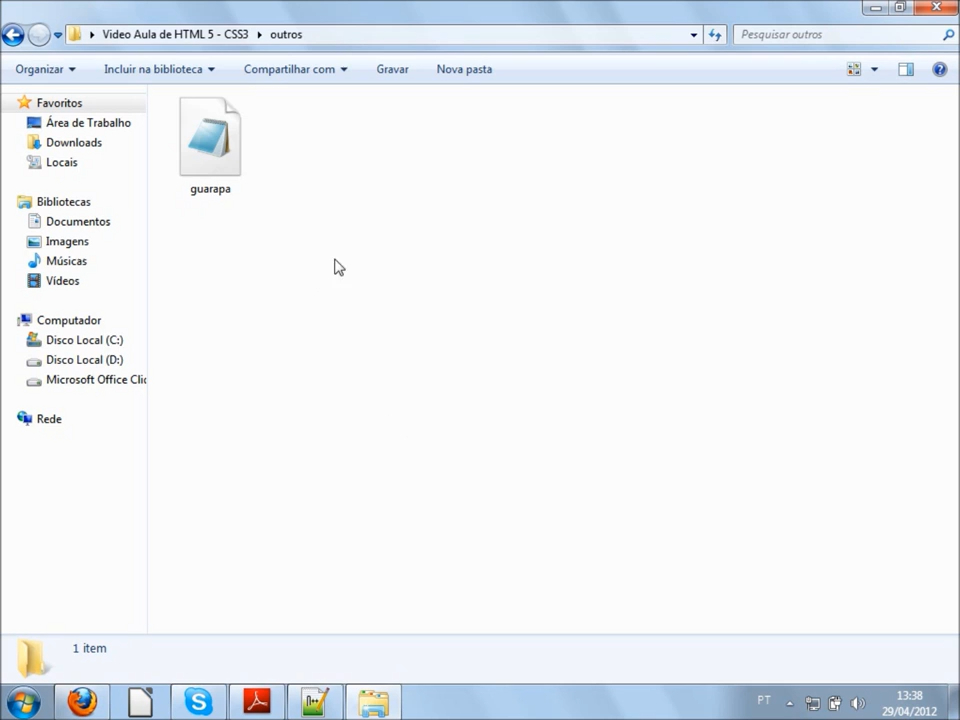 Video Aula de HTML 5 - CSS3 outros
Pesquisar outros
Organizar Incluir na biblioteca Compartilhar com Gravar Nova pasta
Favoritos
Área de Trabalho
Downloads
Locais
Bibliotecas
Documentos
Imagens
Músicas
Vídeos
Computador
Disco Local (C:)
Disco Local (D:)
Microsoft Office Clic
Rede
guarapa
1 item
PT
13:38
29/04/2012